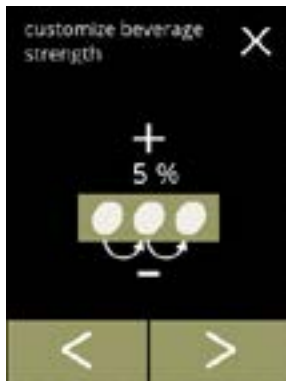 customize beverage
strength
X
+
5 %
-
< >